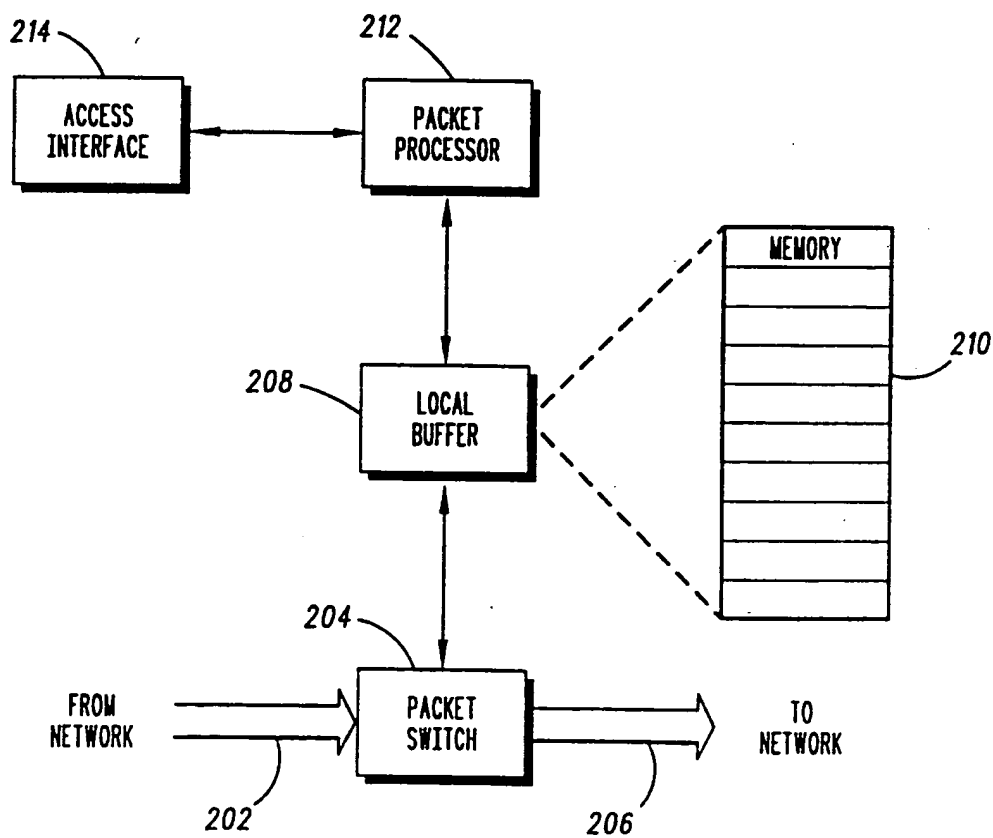 214
212
ACCESS
INTERFACE
PACKET
PROCESSOR
MEMORY
210
208
LOCAL
BUFFER
204
FROM
NETWORK
PACKET
SWITCH
TO
NETWORK
202
206